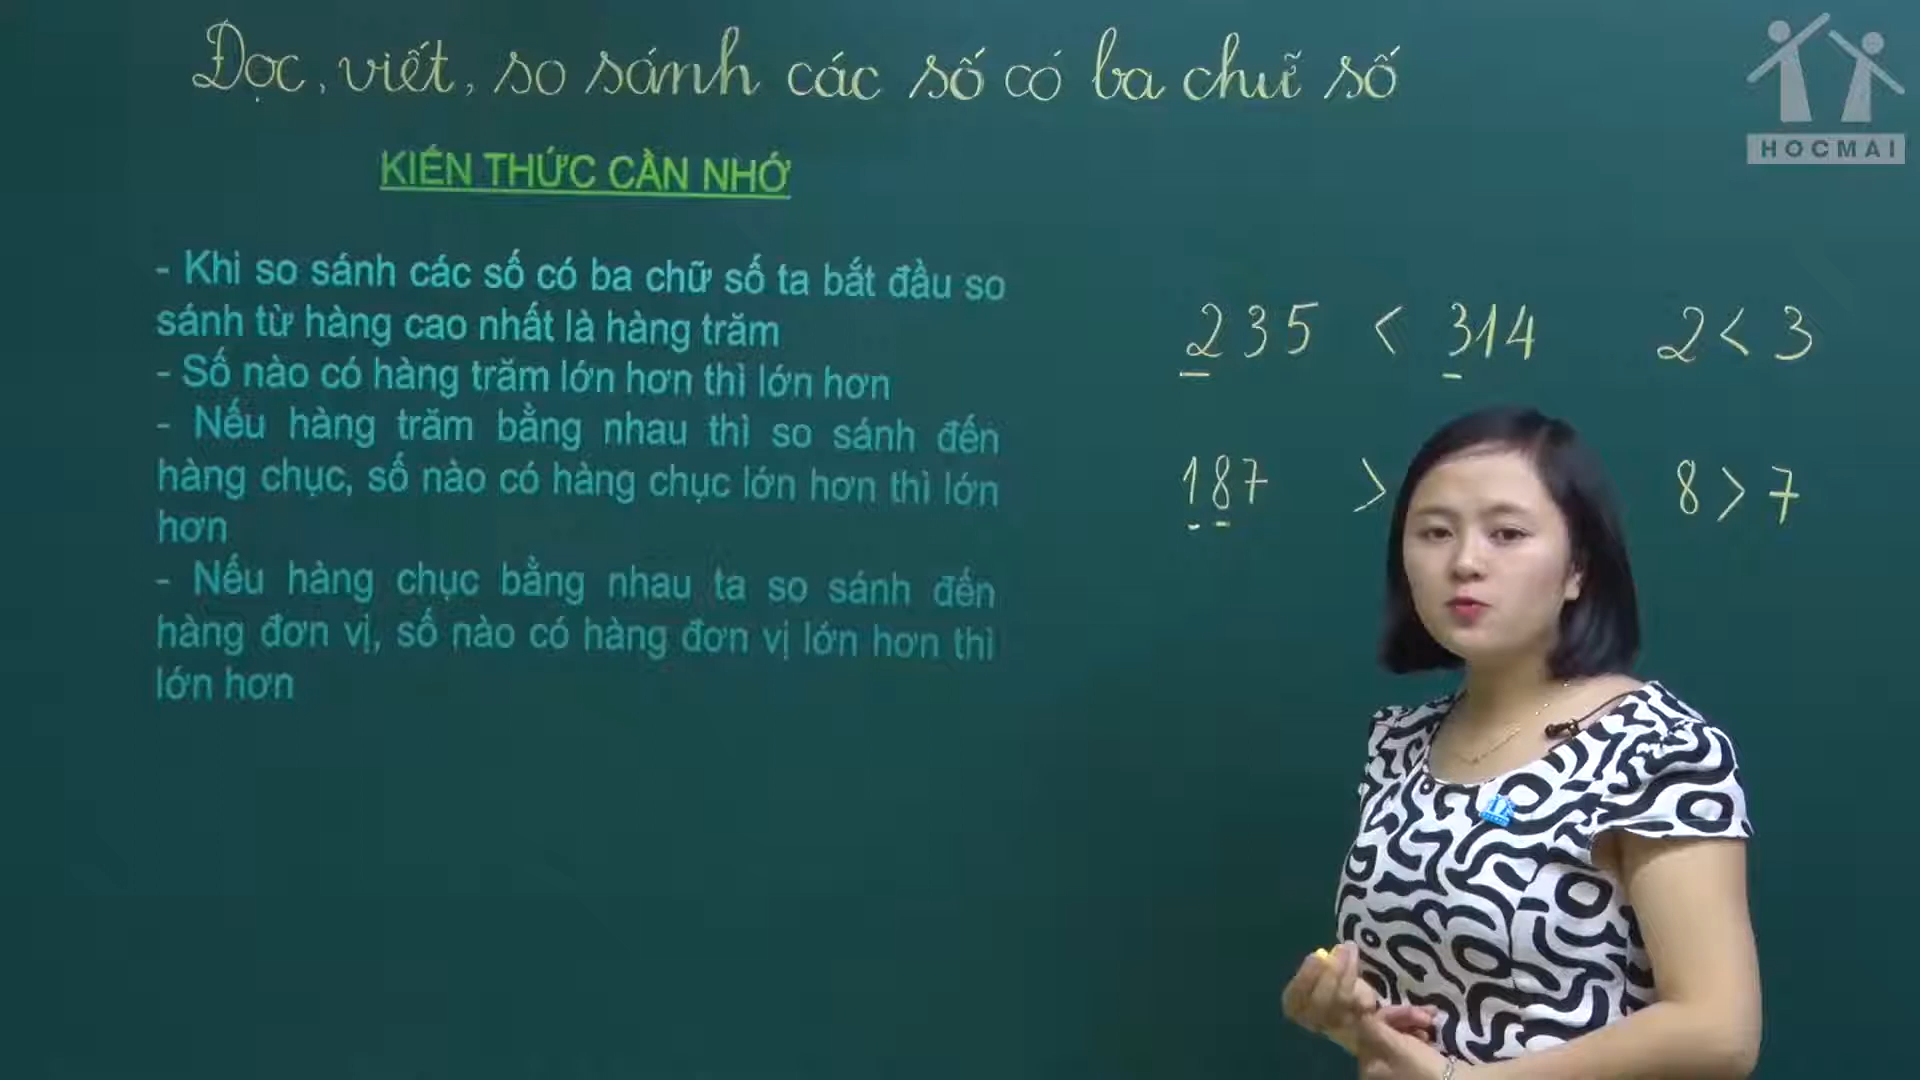 Đọc, viết, so sánh các số có ba chữ số
HOCMAI
KIẾN THỨC CẦN NHỚ
- Khi so sánh các số có ba chữ số ta bắt đầu so
sánh từ hàng cao nhất là hàng trăm
- Số nào có hàng trăm lớn hơn thì lớn hơn
- Nếu hàng trăm bằng nhau thì so sánh đến
hàng chục, số nào có hàng chục lớn hơn thì lớn
hơn
- Nếu hàng chục bằng nhau ta so sánh đến
hàng đơn vị, số nào có hàng đơn vị lớn hơn thì
lớn hơn
235 < 314 2 < 3
187 > 8 > 7